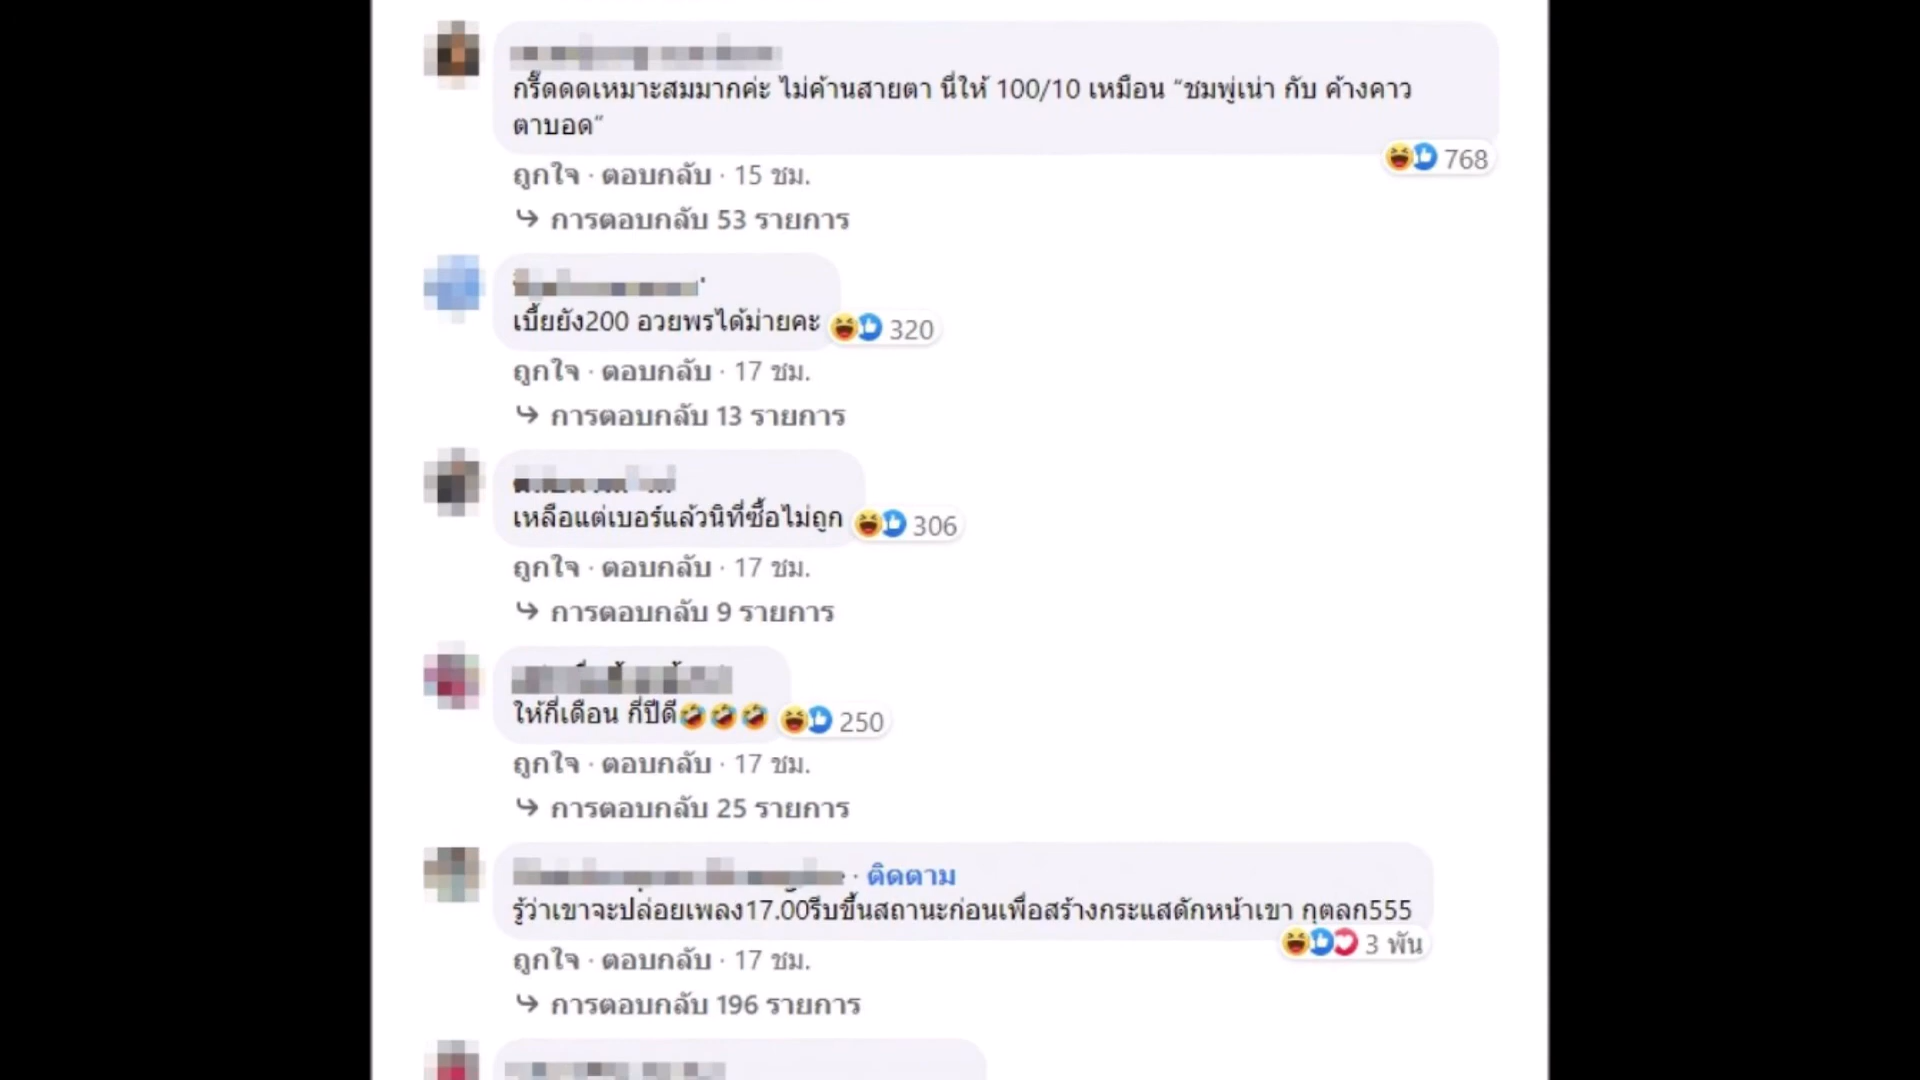 กรี๊ดดดเหมาะสมมากค่ะ ไม่ค้านสายตา นี่ให้ 100/10 เหมือน “ชมพู่เน่า กับ ค้างคาว
ตาบอด”
768
ถูกใจ · ตอบกลับ · 15 ชม.
การตอบกลับ 53 รายการ
เบี้ยยัง200 อวยพรได้ม่ายคะ 320
ถูกใจ · ตอบกลับ · 17 ชม.
การตอบกลับ 13 รายการ
เหลือแต่เบอร์แล้วนิที่ซื้อไม่ถูก 306
ถูกใจ · ตอบกลับ · 17 ชม.
การตอบกลับ 9 รายการ
ให้กี่เดือน กี่ปีดี🤣🤣🤣 250
ถูกใจ · ตอบกลับ · 17 ชม.
การตอบกลับ 25 รายการ
· ติดตาม
รู้ว่าเขาจะปล่อยเพลง17.00รีบขึ้นสถานะก่อนเพื่อสร้างกระแสดักหน้าเขา กุตลก555
3 พัน
ถูกใจ · ตอบกลับ · 17 ชม.
การตอบกลับ 196 รายการ